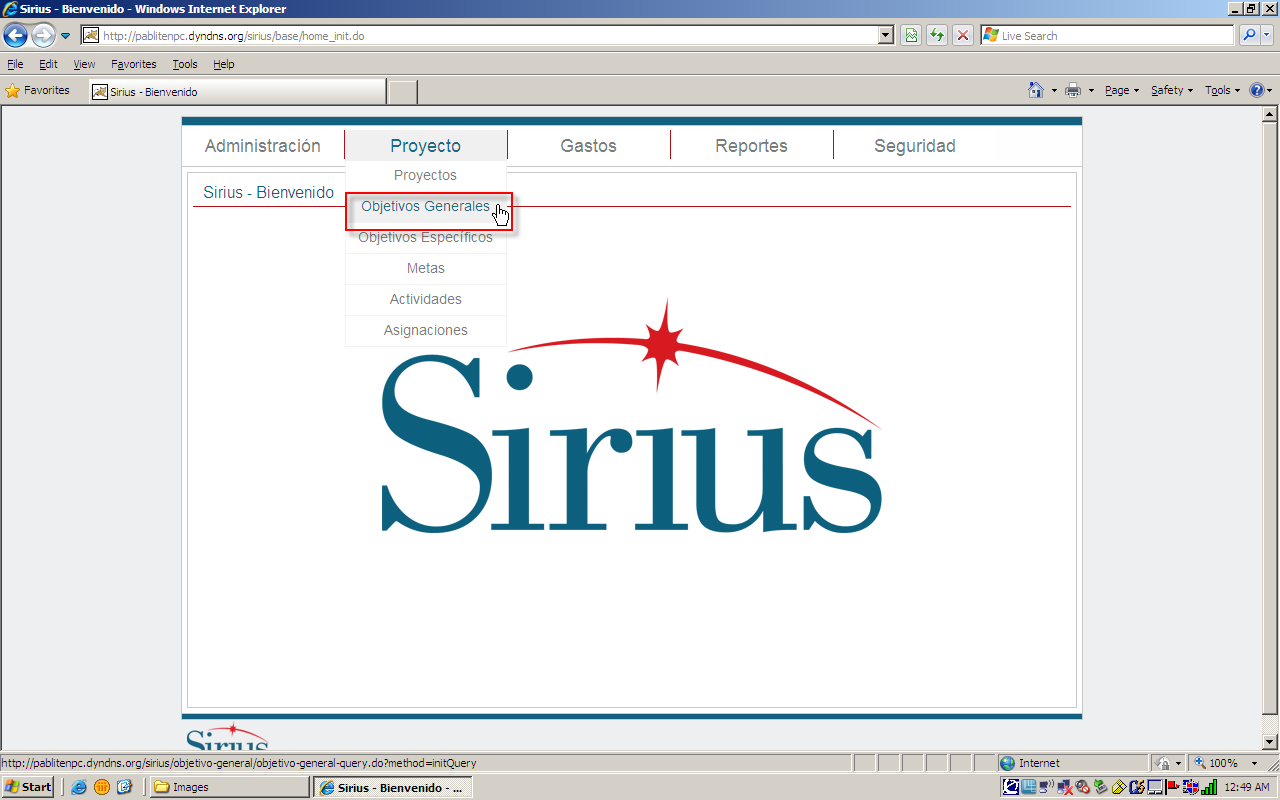 Sirius - Bienvenido - Windows Internet Explorer
http://pablitenpc.dyndns.org/sirius/base/home_init.do
Live Search
File Edit View Favorites Tools Help
Favorites
Sirius - Bienvenido
Page Safety Tools
Administración Proyecto Gastos Reportes Seguridad
Proyectos
Sirius - Bienvenido
Objetivos Generales
Objetivos Específicos
Metas
Actividades
Asignaciones
Sirius
Sirius
http://pablitenpc.dyndns.org/sirius/objetivo-general/objetivo-general-query.do?method=initQuery
Internet
100%
Start
Images
Sirius - Bienvenido - ...
12:49 AM